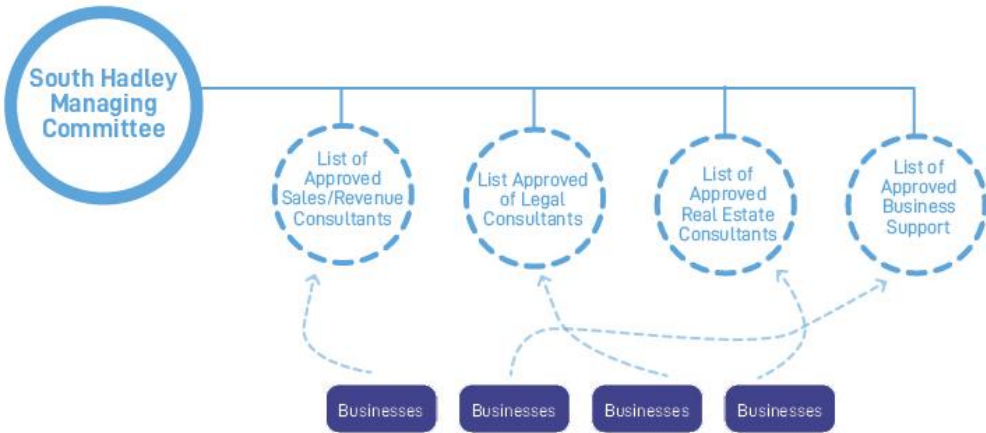 South Hadley
Managing
Committee
List of
Approved
Sales/Revenue
Consultants
List Approved
of Legal
Consultants
List of
Approved
Real Estate
Consultants
List of
Approved
Business
Support
Businesses
Businesses
Businesses
Businesses